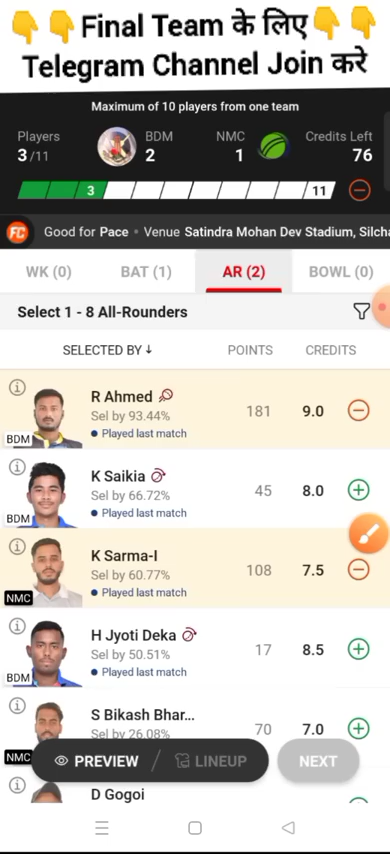 👇👇Final Team के लिए👇👇
Telegram Channel Join करे
Maximum of 10 players from one team
Players
3/11
BDM
2
NMC
1
Credits Left
76
3
11
FC Good for Pace • Venue Satindra Mohan Dev Stadium, Silcha
WK (0) BAT (1) AR (2) BOWL (0)
Select 1 - 8 All-Rounders
SELECTED BY ↓ POINTS CREDITS
R Ahmed
Sel by 93.44%
181 9.0
• Played last match
BDM
K Saikia
Sel by 66.72%
45 8.0
• Played last match
BDM
K Sarma-I
Sel by 60.77%
108 7.5
• Played last match
NMC
H Jyoti Deka
Sel by 50.51%
17 8.5
• Played last match
BDM
S Bikash Bhar...
Sel by 26.08%
70 7.0
NMC
PREVIEW / LINEUP
NEXT
D Gogoi